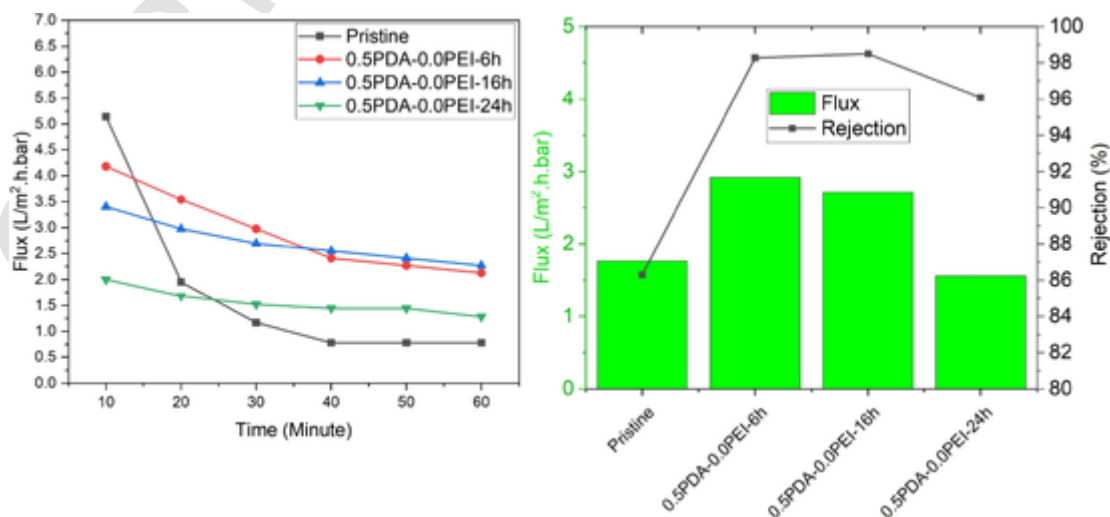 7.0
6.5
6.0
5.5
5.0
4.5
4.0
3.5
3.0
2.5
2.0
1.5
1.0
0.5
0.0
Flux (L/m².h.bar)
Pristine
0.5PDA-0.0PEI-6h
0.5PDA-0.0PEI-16h
0.5PDA-0.0PEI-24h
10 20 30 40 50 60
Time (Minute)
5
4
3
2
1
0
Flux (L/m².h.bar)
Flux
Rejection
100
98
96
94
92
90
88
86
84
82
80
Rejection (%)
Pristine
0.5PDA-0.0PEI-6h
0.5PDA-0.0PEI-16h
0.5PDA-0.0PEI-24h